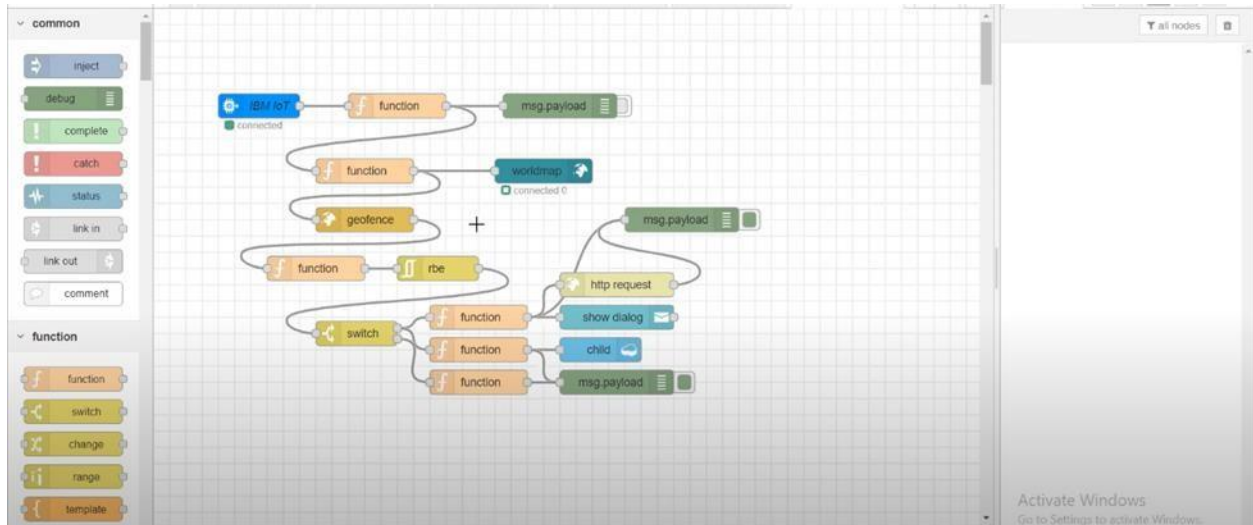 common
all nodes
inject
debug
IBM IoT
function
msg.payload
connected
complete
catch
function
worldmap
status
connected 0
geofence
msg.payload
link in
link out
function
rbe
http request
comment
function
show dialog
function
switch
function
child
function
function
msg.payload
switch
change
range
template
Activate Windows
Go to Settings to activate Windows.